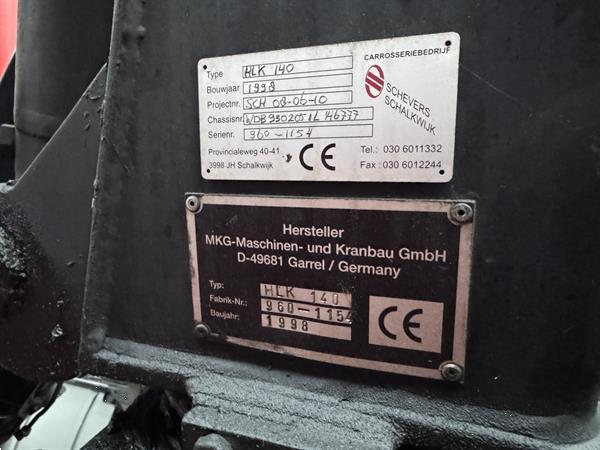 CARROSSERIEBEDRIJF
SCHEVERS
SCHALKWIJK
Type HLK 140
Bouwjaar 1998
Projectnr. SCH 08-06-10
Chassisnr. WDB9302051L146777
Serienr. 960-1154
Provincialeweg 40-41
3998 JH Schalkwijk
CE
Tel.: 030 6011332
Fax : 030 6012244
Hersteller
MKG-Maschinen- und Kranbau GmbH
D-49681 Garrel / Germany
Typ: HLK 140
Fabrik-Nr.: 960-1154
Baujahr: 1998
CE